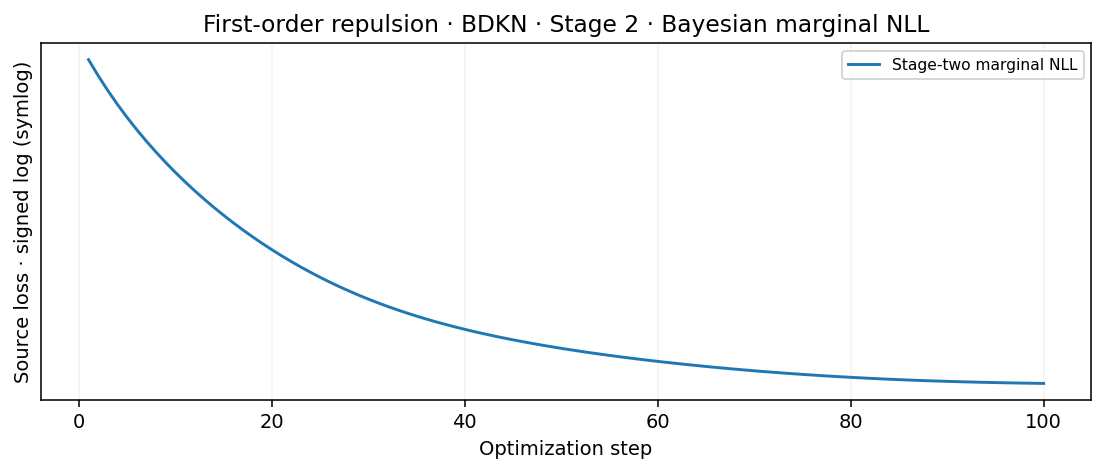 First-order repulsion · BDKN · Stage 2 · Bayesian marginal NLL
Stage-two marginal NLL
Source loss · signed log (symlog)
0 20 40 60 80 100
Optimization step